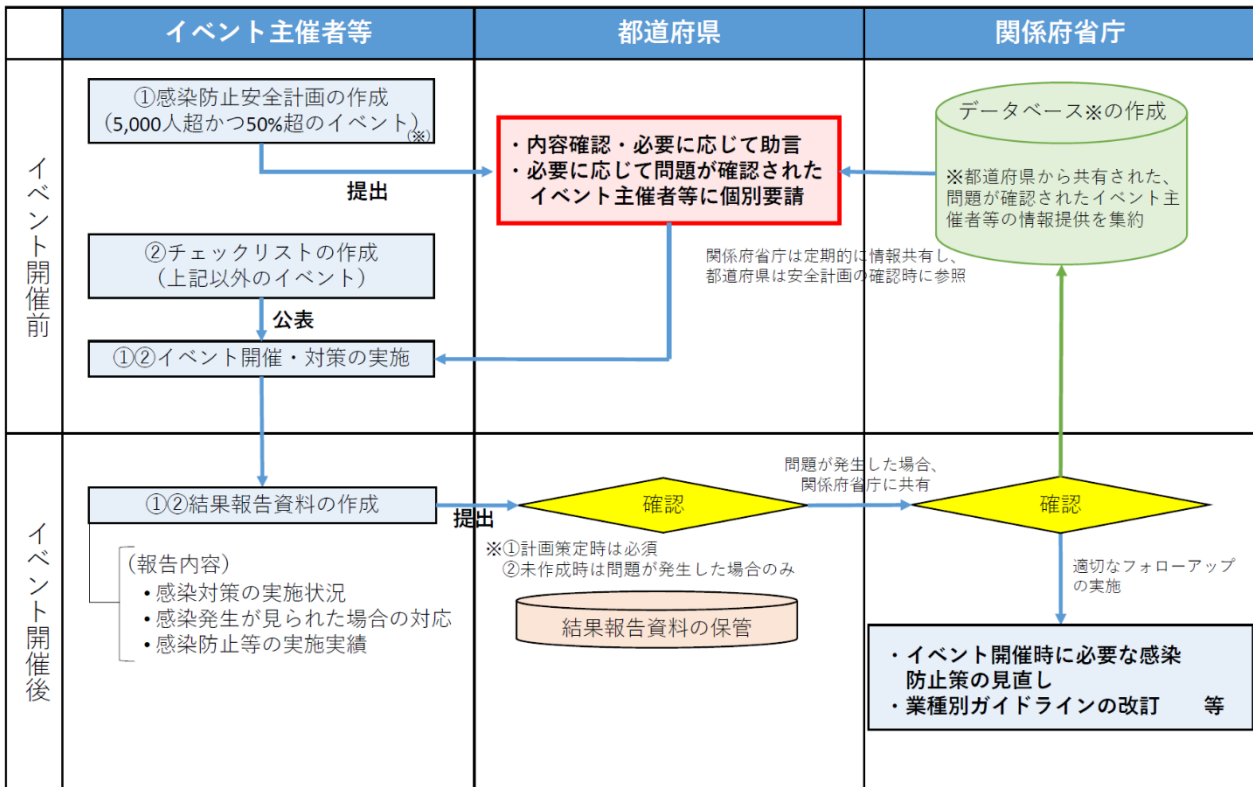 イベント主催者等
都道府県
関係府省庁
イベント開催前
①感染防止安全計画の作成
(5,000人超かつ50%超のイベント)(※)
提出
・内容確認・必要に応じて助言
・必要に応じて問題が確認された
イベント主催者等に個別要請
データベース※の作成
※都道府県から共有された、
問題が確認されたイベント主
催者等の情報提供を集約
②チェックリストの作成
(上記以外のイベント)
公表
関係府省庁は定期的に情報共有し、
都道府県は安全計画の確認時に参照
①②イベント開催・対策の実施
イベント開催後
①②結果報告資料の作成
提出
確認
問題が発生した場合、
関係府省庁に共有
確認
(報告内容)
• 感染対策の実施状況
• 感染発生が見られた場合の対応
• 感染防止等の実施実績
※①計画策定時は必須
②未作成時は問題が発生した場合のみ
結果報告資料の保管
適切なフォローアップ
の実施
・イベント開催時に必要な感染
防止策の見直し
・業種別ガイドラインの改訂 等